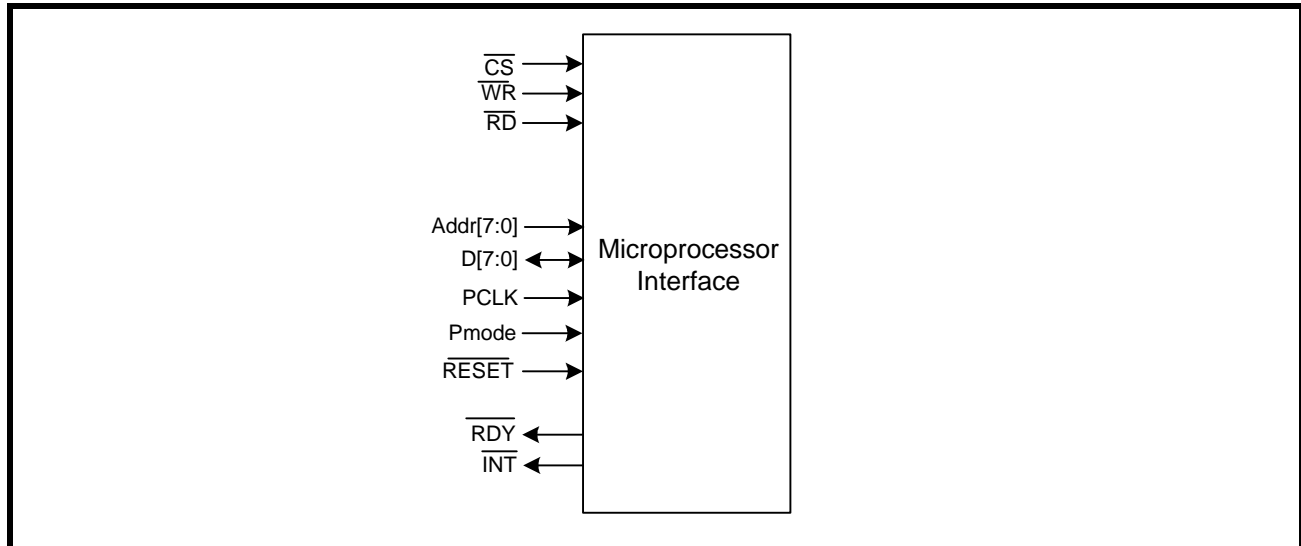 CS
WR
RD
Addr[7:0]
D[7:0]
PCLK
Pmode
RESET
RDY
INT
Microprocessor
Interface